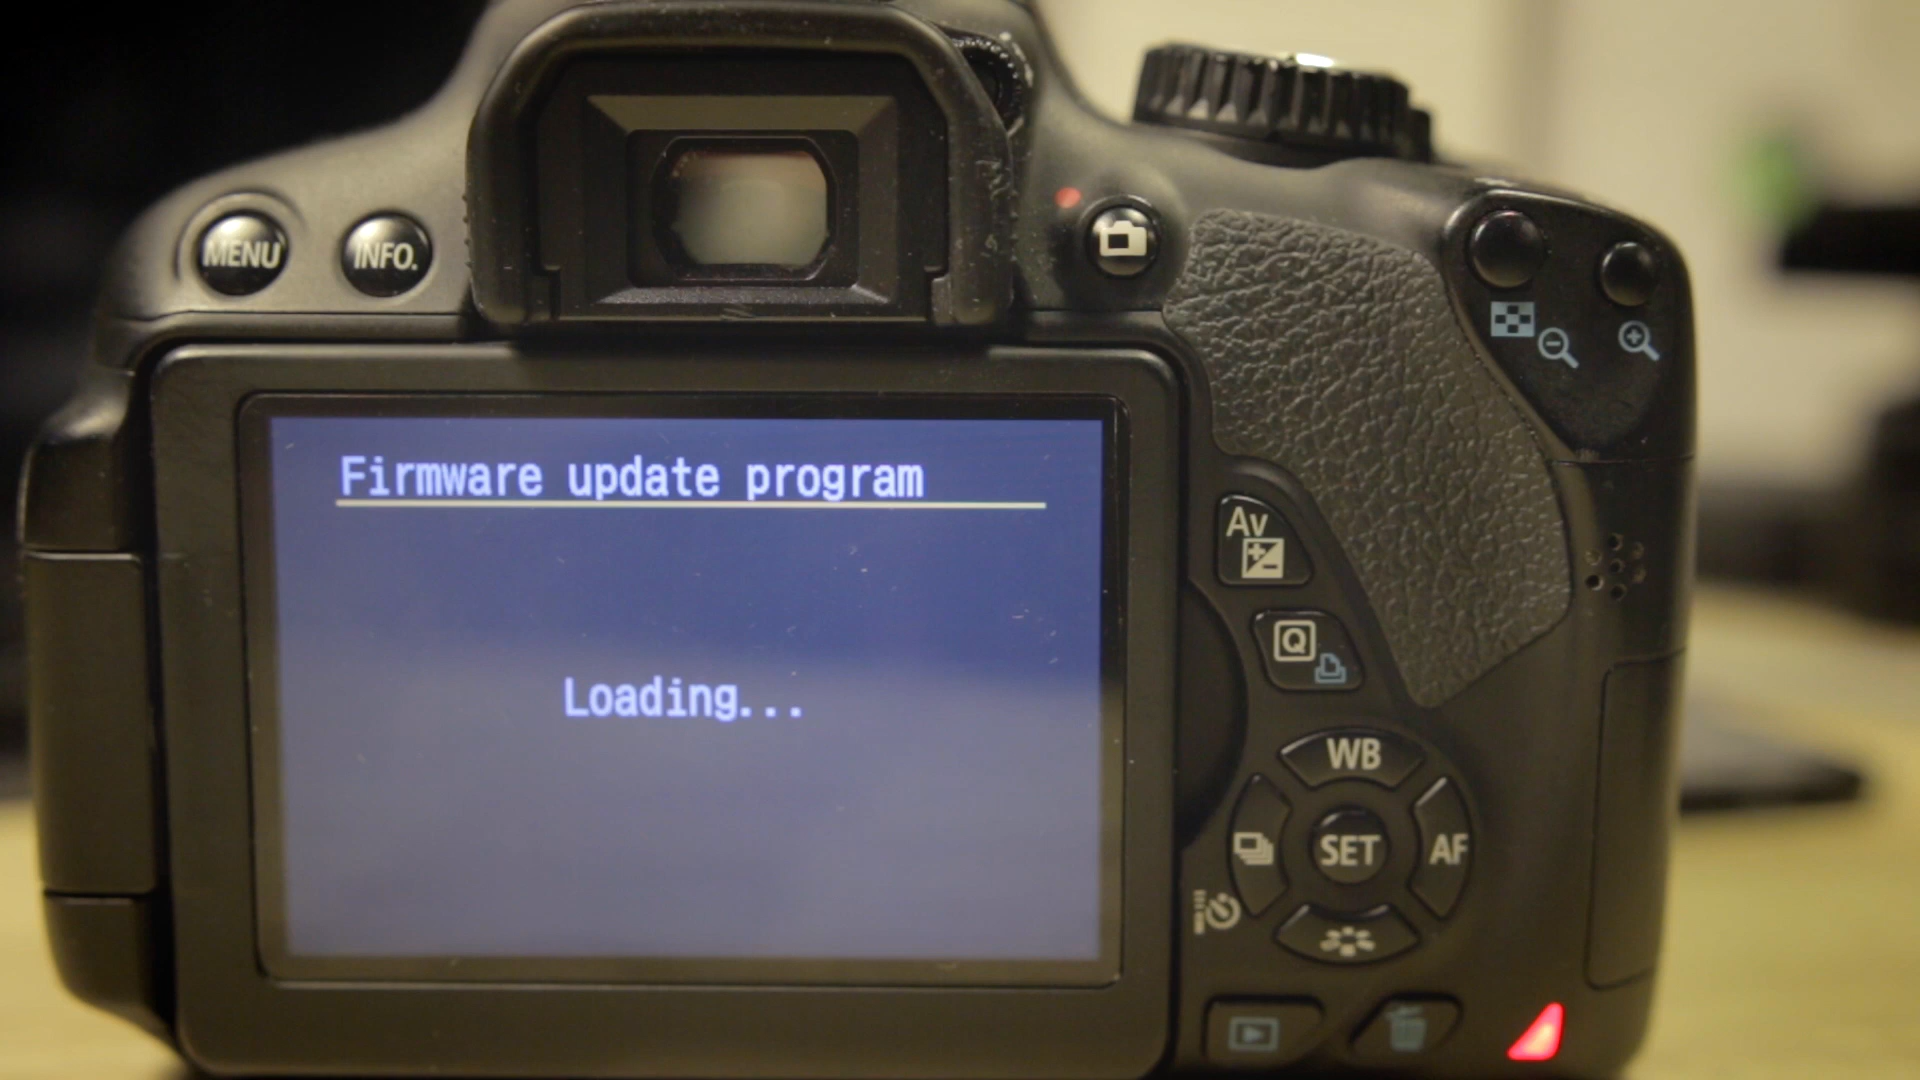 MENU
INFO.
Firmware update program
Loading...
Av
Q
WB
SET
AF